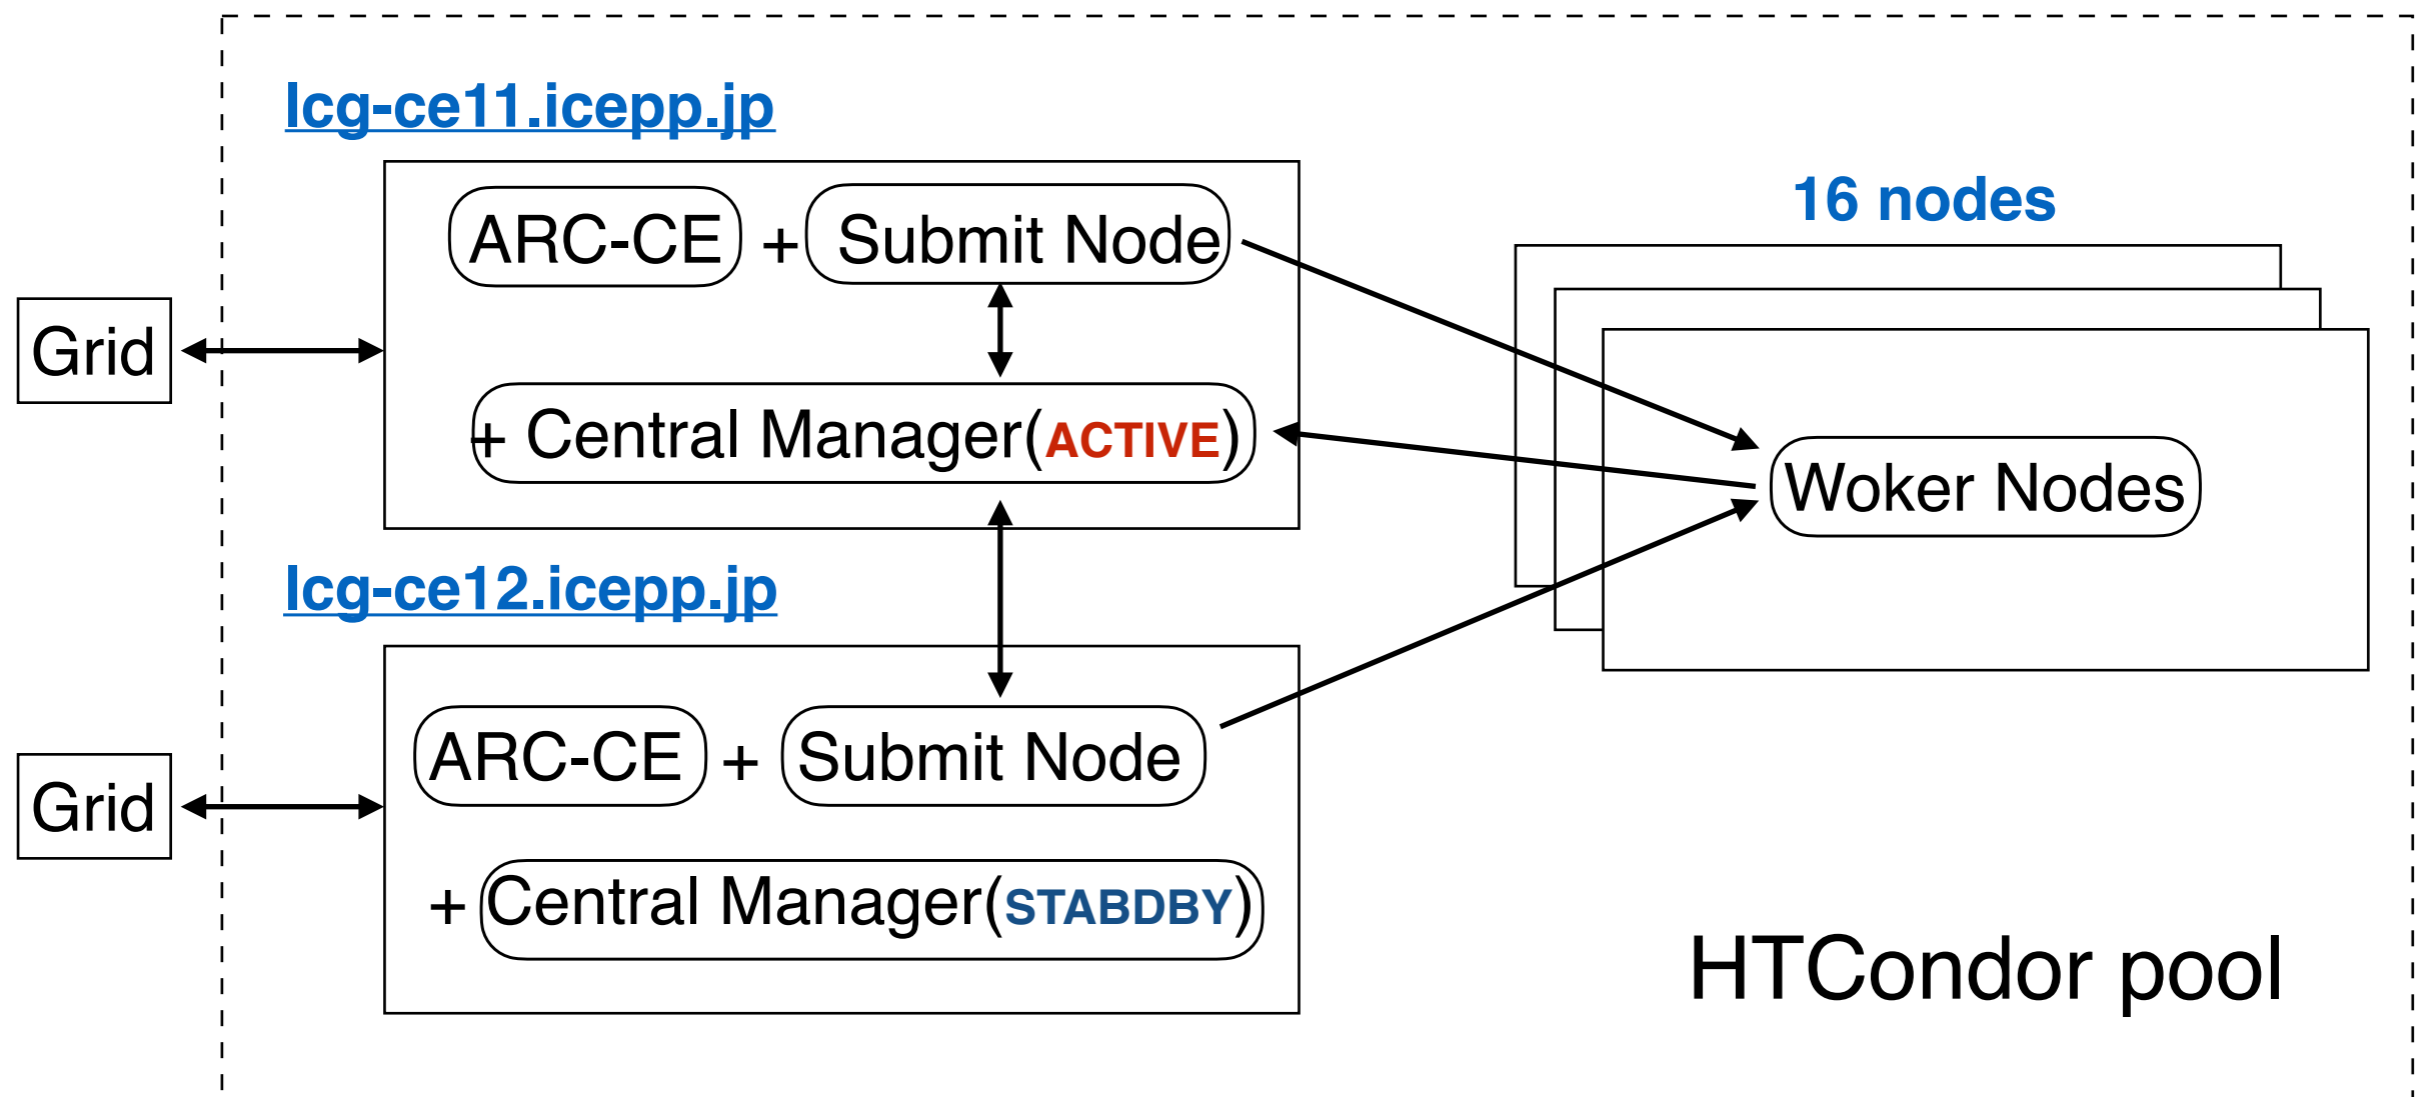 lcg-ce11.icepp.jp
16 nodes
ARC-CE + Submit Node
Grid
+ Central Manager(ACTIVE)
Woker Nodes
lcg-ce12.icepp.jp
ARC-CE + Submit Node
Grid
+ Central Manager(STABDBY)
HTCondor pool